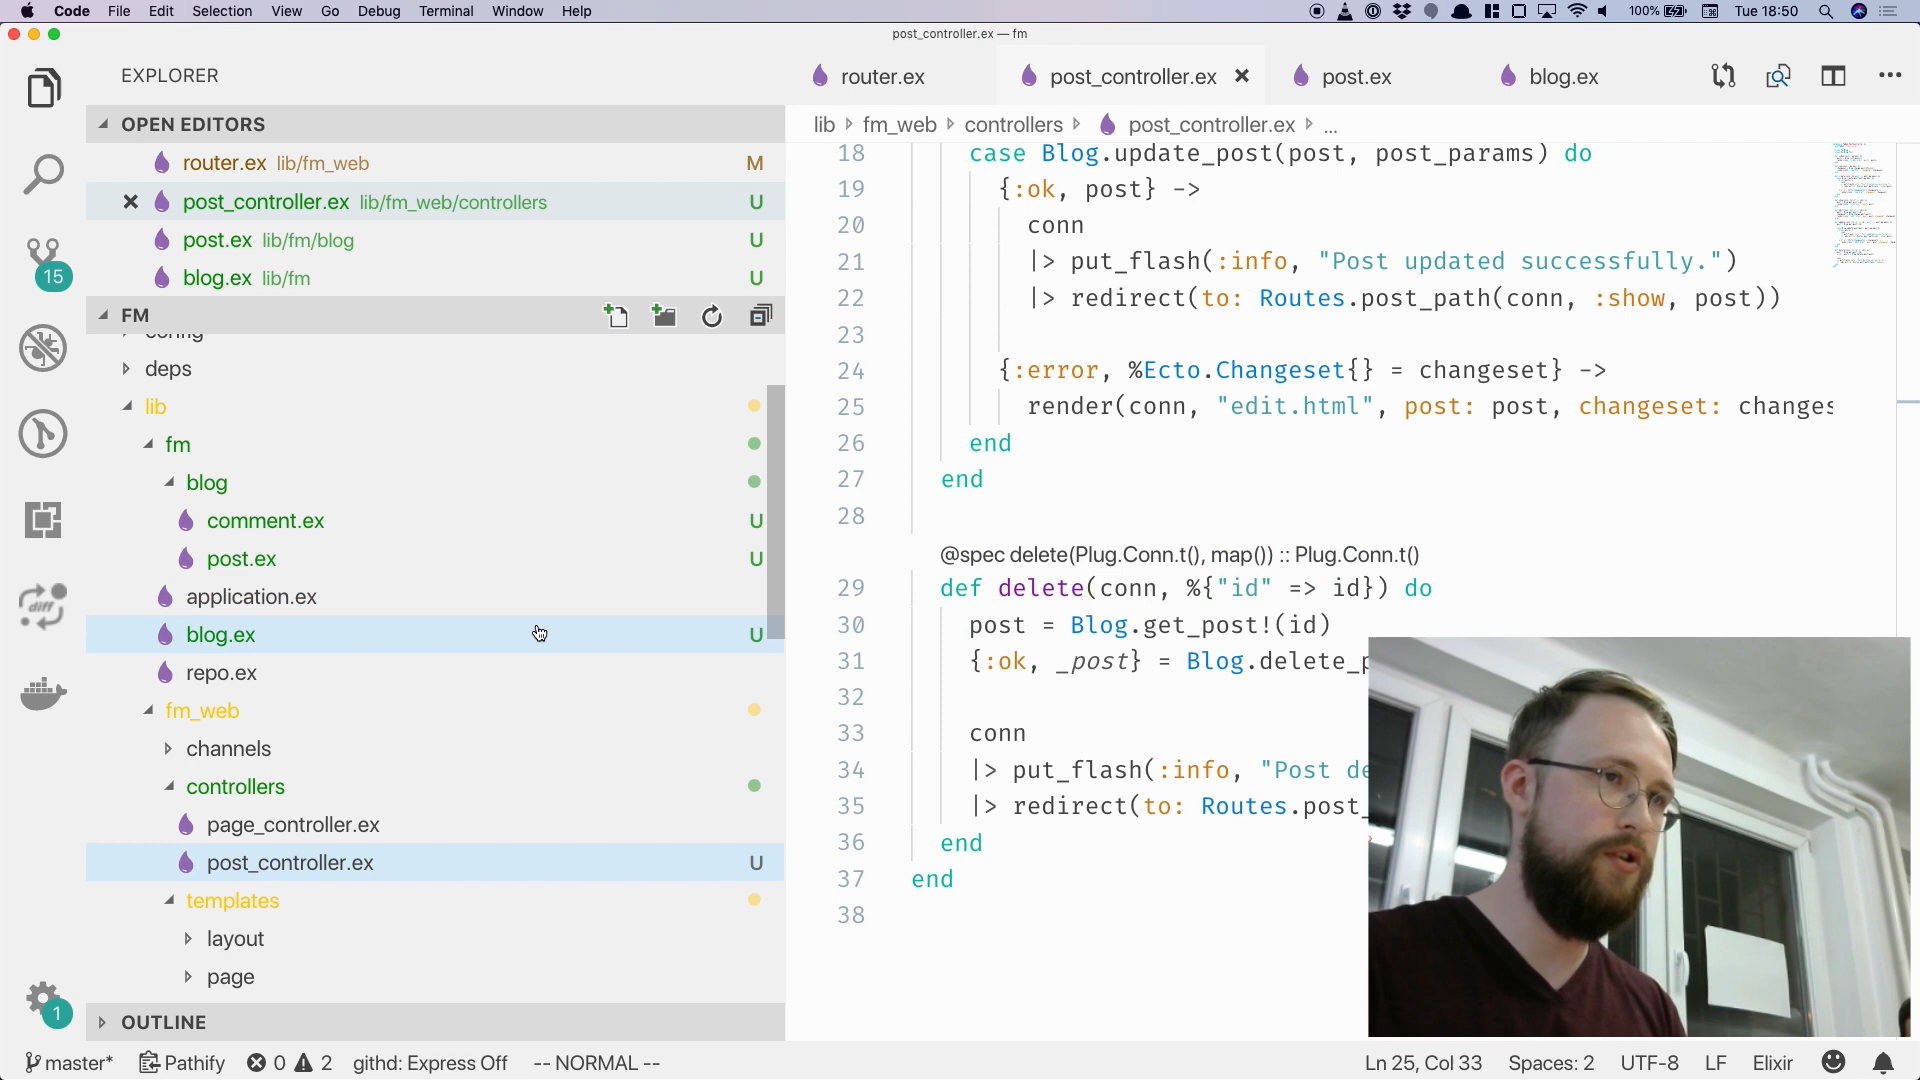 Code File Edit Selection View Go Debug Terminal Window Help 100% Tue 18:50
post_controller.ex — fm
EXPLORER
router.ex post_controller.ex post.ex blog.ex
OPEN EDITORS
router.ex lib/fm_web M
post_controller.ex lib/fm_web/controllers U
post.ex lib/fm/blog U
blog.ex lib/fm U
FM
config
deps
lib
fm
blog
comment.ex U
post.ex U
application.ex
blog.ex U
repo.ex
fm_web
channels
controllers
page_controller.ex
post_controller.ex U
templates
layout
page
OUTLINE
15
diff
1
lib fm_web controllers post_controller.ex ...
18 case Blog.update_post(post, post_params) do
19 {:ok, post} ->
20 conn
21 |> put_flash(:info, "Post updated successfully.")
22 |> redirect(to: Routes.post_path(conn, :show, post))
23
24 {:error, %Ecto.Changeset{} = changeset} ->
25 render(conn, "edit.html", post: post, changeset: changes
26 end
27 end
28
@spec delete(Plug.Conn.t(), map()) :: Plug.Conn.t()
29 def delete(conn, %{"id" => id}) do
30 post = Blog.get_post!(id)
31 {:ok, _post} = Blog.delete_p
32
33 conn
34 |> put_flash(:info, "Post de
35 |> redirect(to: Routes.post_
36 end
37 end
38
master* Pathify 0 2 githd: Express Off -- NORMAL -- Ln 25, Col 33 Spaces: 2 UTF-8 LF Elixir